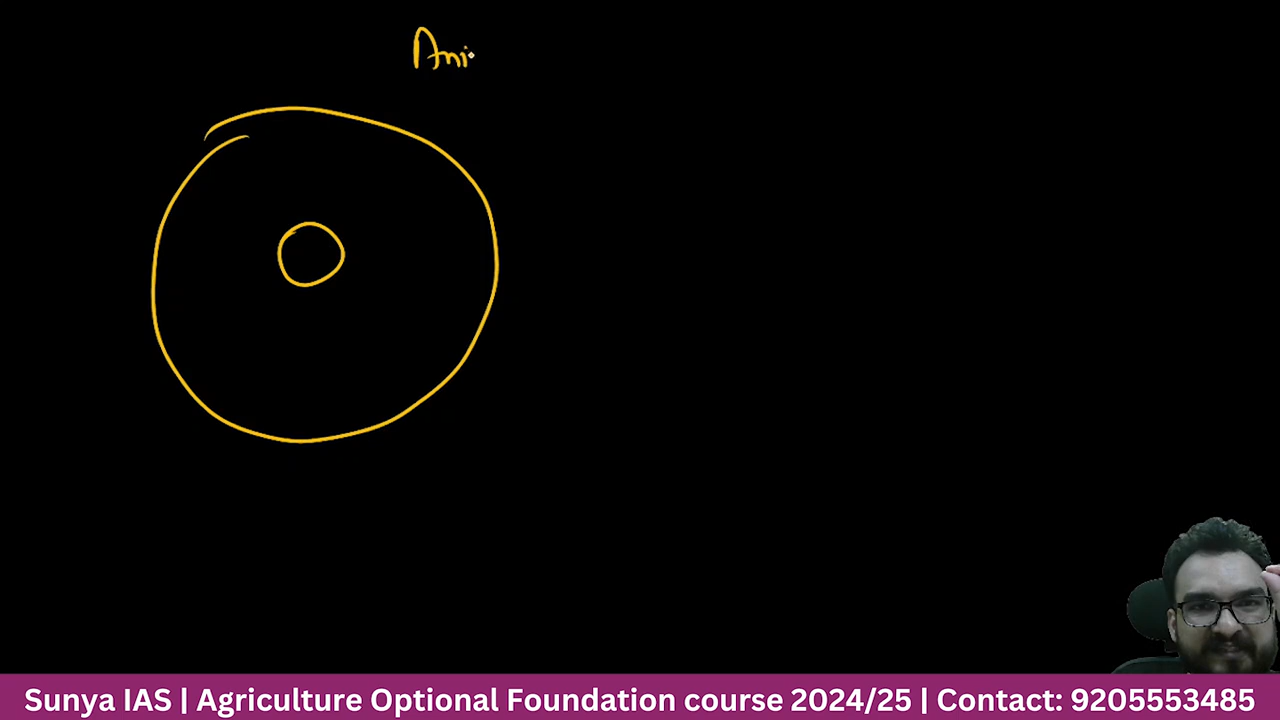 Ani
Sunya IAS | Agriculture Optional Foundation course 2024/25 | Contact: 9205553485